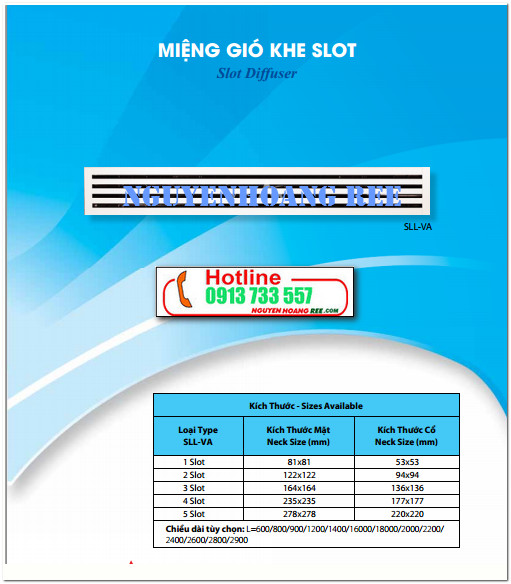 MIỆNG GIÓ KHE SLOT
Slot Diffuser
NGUYENHOANG REE
SLL-VA
Hotline
0913 733 557
NGUYEN HOANG REE.COM
Kích Thước - Sizes Available
Loại Type SLL-VA | Kích Thước Mặt Neck Size (mm) | Kích Thước Cổ Neck Size (mm)
1 Slot 81x81 53x53
2 Slot 122x122 94x94
3 Slot 164x164 136x136
4 Slot 235x235 177x177
5 Slot 278x278 220x220
Chiều dài tùy chọn: L=600/800/900/1200/1400/16000/18000/2000/2200/
2400/2600/2800/2900